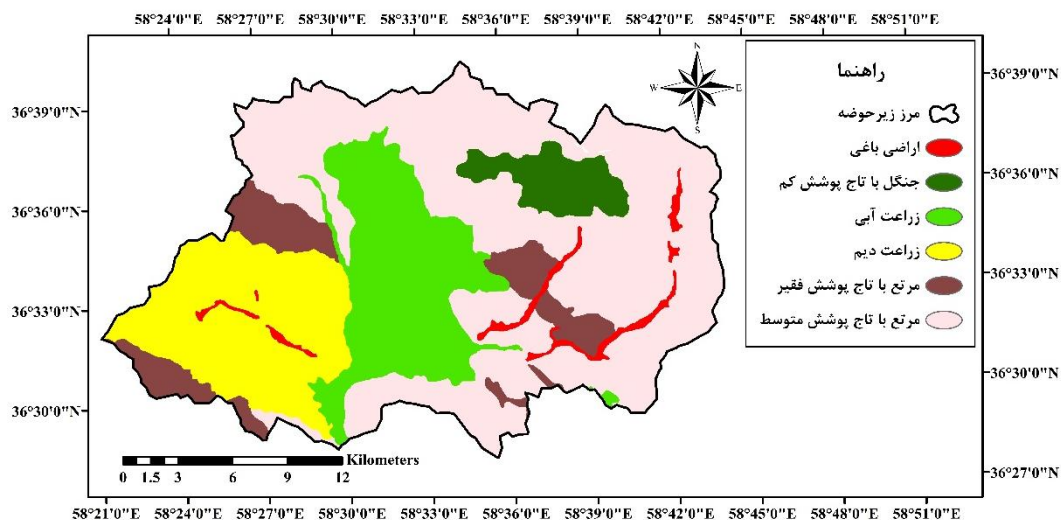 58°24'0"E 58°27'0"E 58°30'0"E 58°33'0"E 58°36'0"E 58°39'0"E 58°42'0"E 58°45'0"E 58°48'0"E 58°51'0"E
N
W E
S
راهنما
مرز زیرحوضه
اراضی باغی
جنگل با تاج پوشش کم
زراعت آبی
زراعت دیم
مرتع با تاج پوشش فقیر
مرتع با تاج پوشش متوسط
36°39'0"N
36°36'0"N
36°33'0"N
36°30'0"N
36°39'0"N
36°36'0"N
36°33'0"N
36°30'0"N
36°27'0"N
Kilometers
0 1.5 3 6 9 12
58°21'0"E 58°24'0"E 58°27'0"E 58°30'0"E 58°33'0"E 58°36'0"E 58°39'0"E 58°42'0"E 58°45'0"E 58°48'0"E 58°51'0"E